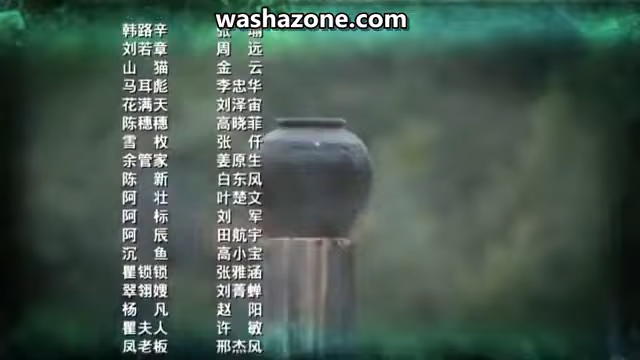 washazone.com
韩路辛 张 瑜
刘若章 周 远
山 猫 金 云
马耳彪 李忠华
花满天 刘泽宙
陈穗穗 高晓菲
雪 枚 张 仟
余管家 姜原生
陈 新 白东风
阿 壮 叶楚文
阿 标 刘 军
阿 辰 田航宇
沉 鱼 高小宝
瞿锁锁 张雅涵
翠翎嫂 刘菁蝉
杨 凡 赵 阳
瞿夫人 许 敏
凤老板 邢杰风